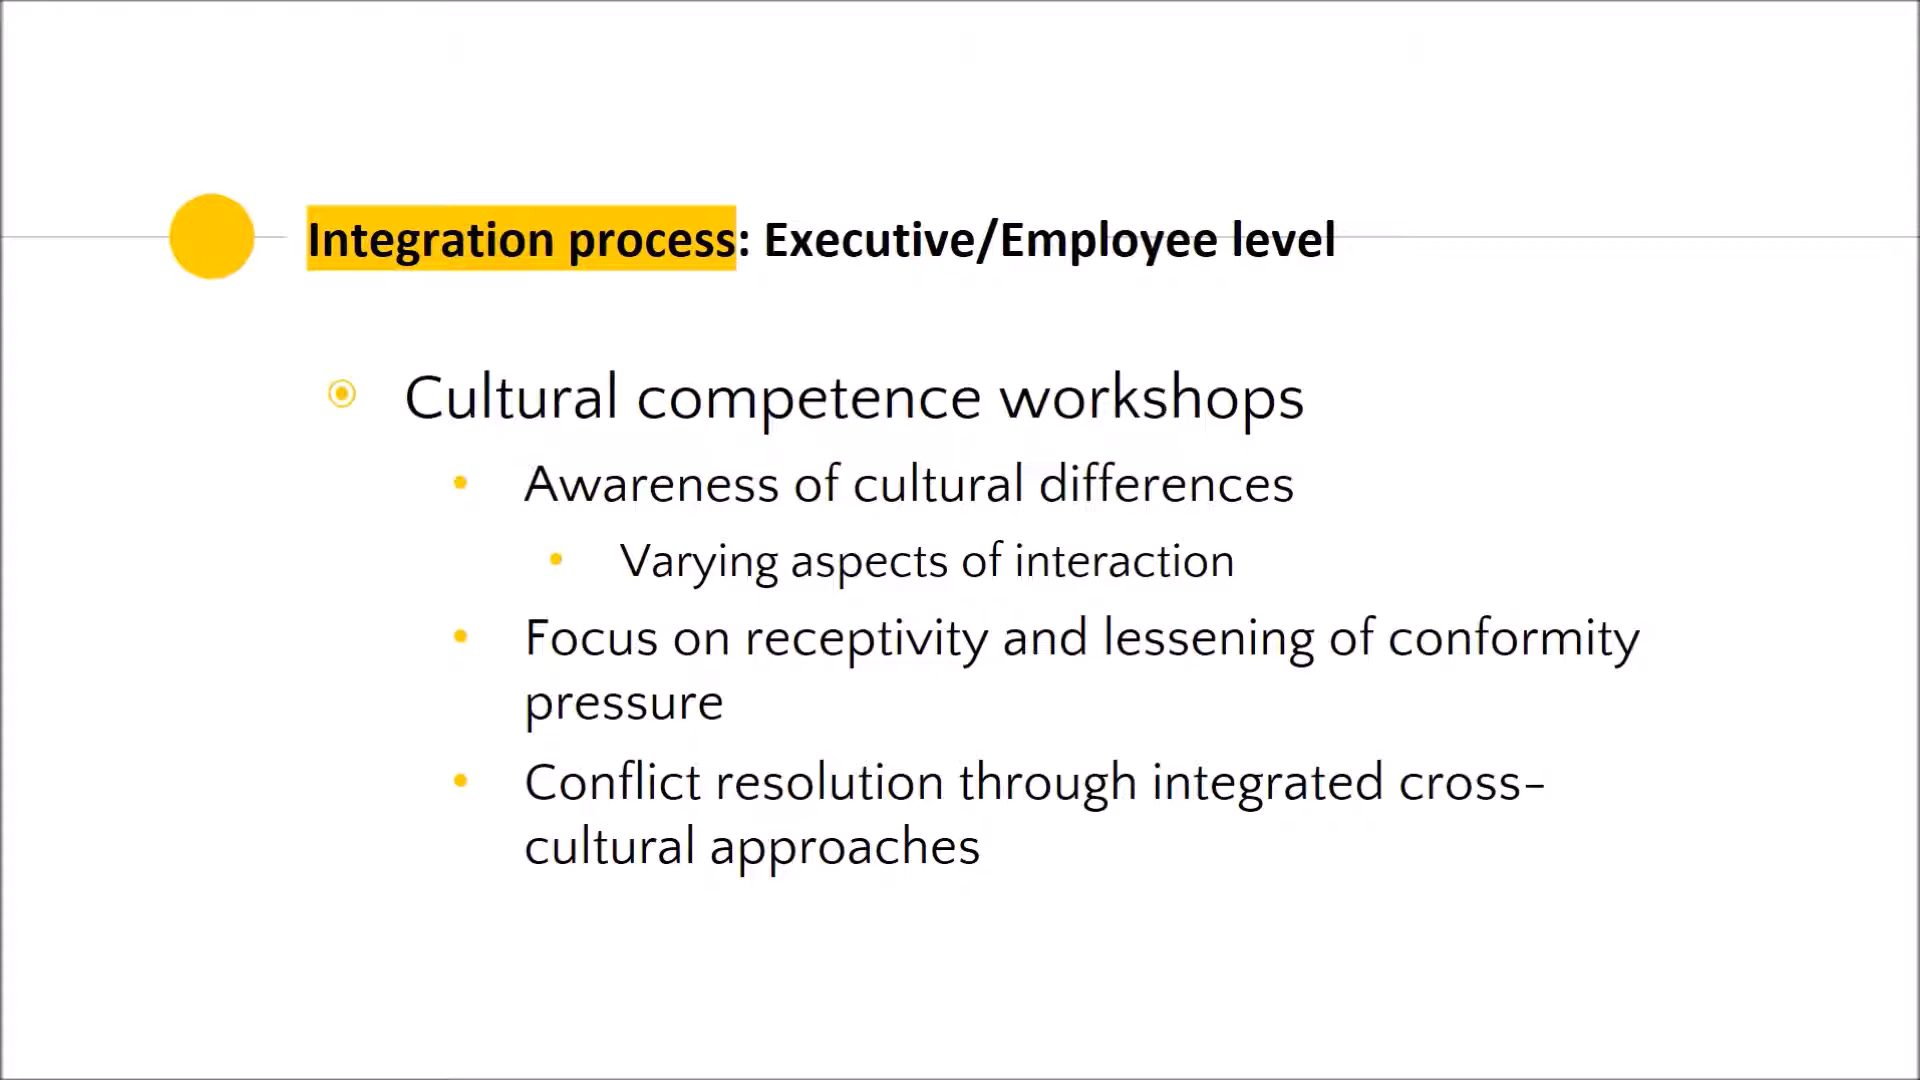 Integration process: Executive/Employee level
Cultural competence workshops
Awareness of cultural differences
Varying aspects of interaction
Focus on receptivity and lessening of conformity
pressure
Conflict resolution through integrated cross-
cultural approaches